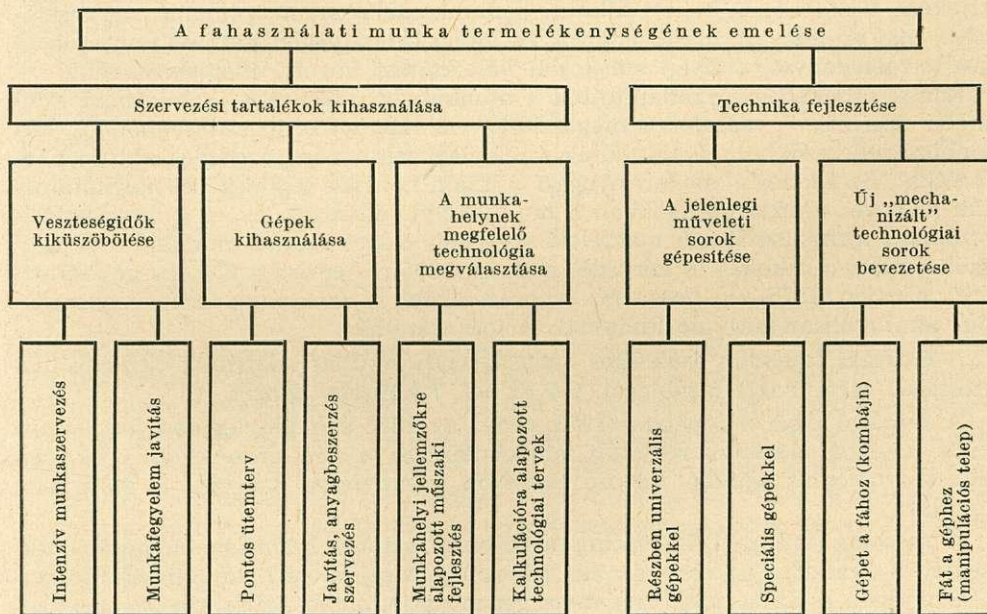 A fahasználati munka termelékenységének emelése
Szervezési tartalékok kihasználása
Technika fejlesztése
Veszteségidők
kiküszöbölése
Gépek
kihasználása
A munka-
helynek
megfelelő
technológia
megválasztása
A jelenlegi
műveleti
sorok
gépesítése
Új „mecha-
nizált”
technológiai
sorok
bevezetése
Intenzív munkaszervezés
Munkafegyelem javítás
Pontos ütemterv
Javítás, anyagbeszerzés
szervezés
Munkahelyi jellemzőkre
alapozott műszaki
fejlesztés
Kalkulációra alapozott
technológiai tervek
Részben univerzális
gépekkel
Speciális gépekkel
Gépet a fához (kombájn)
Fát a géphez
(manipulációs telep)